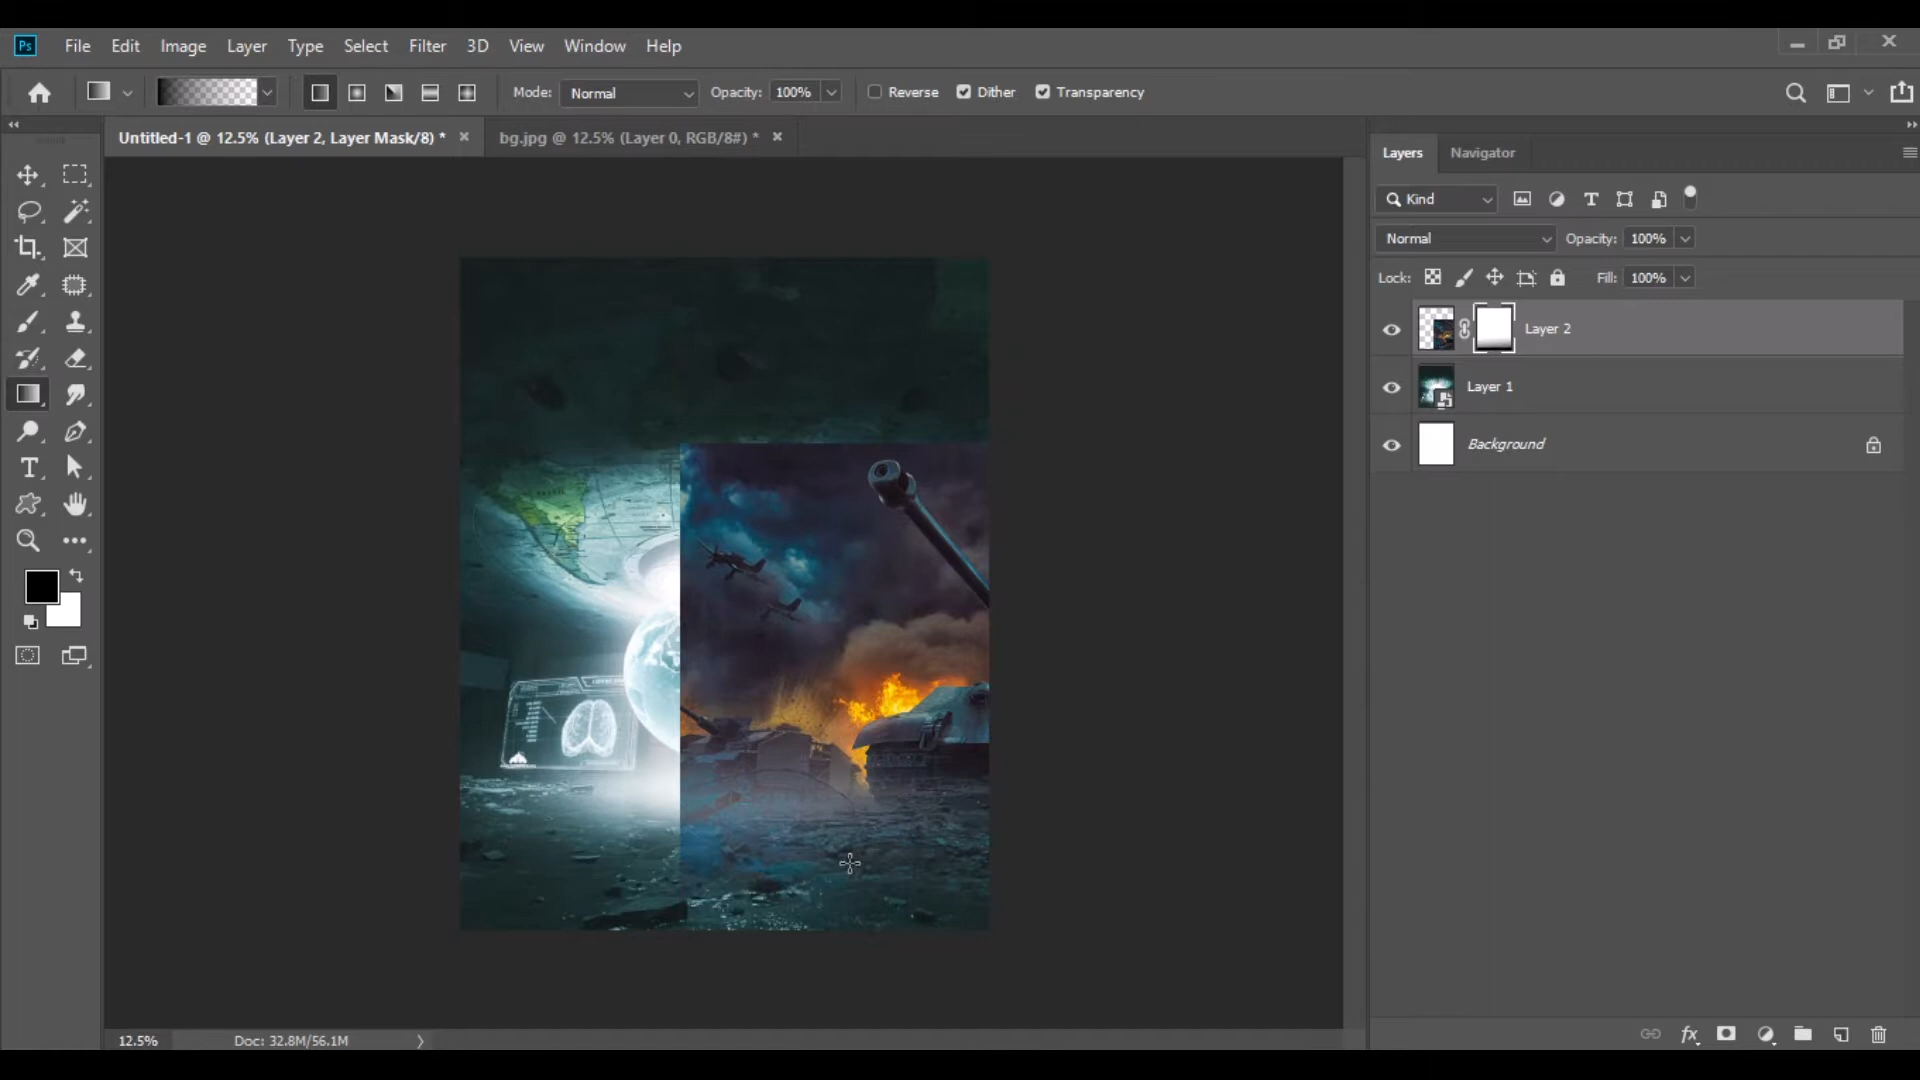 Ps File Edit Image Layer Type Select Filter 3D View Window Help
Mode: Normal Opacity: 100% Reverse Dither Transparency
Untitled-1 @ 12.5% (Layer 2, Layer Mask/8) * × bg.jpg @ 12.5% (Layer 0, RGB/8#) * ×
Layers Navigator
Kind
Normal Opacity: 100%
Lock: Fill: 100%
Layer 2
Layer 1
Background
12.5% Doc: 32.8M/56.1M